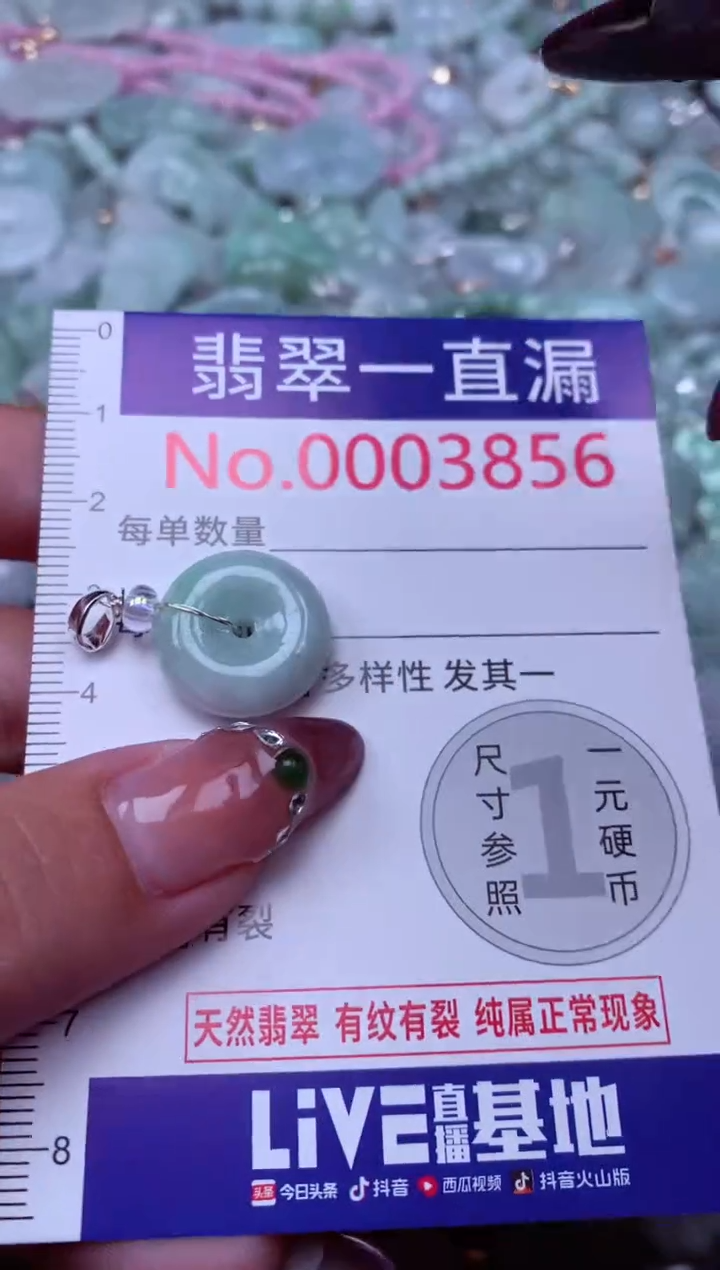 0
翡翠一直漏
1
No.0003856
2
每单数量
多样性 发其一
4
尺寸参照
1
一元硬币
有裂
7
天然翡翠 有纹有裂 纯属正常现象
8
LiVE直播基地
头条 今日头条 抖音 西瓜视频 抖音火山版